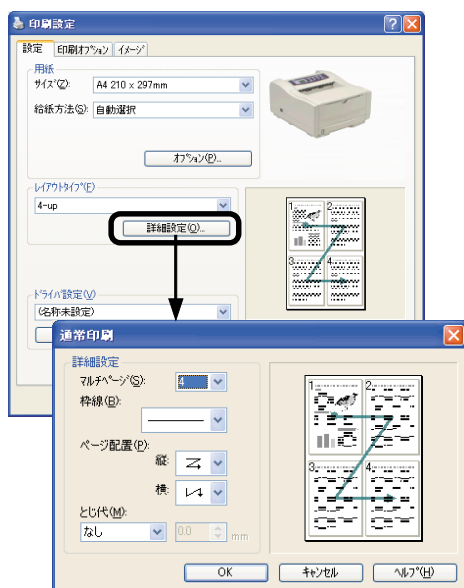 印刷設定
設定 印刷ｵﾌﾟｼｮﾝ ｲﾒｰｼﾞ
用紙
ｻｲｽﾞ(Z): A4 210 x 297mm
給紙方法(S): 自動選択
ｵﾌﾟｼｮﾝ(P)...
ﾚｲｱｳﾄﾀｲﾌﾟ(F)
4-up
詳細設定(O)...
1 2
3 4
ﾄﾞﾗｲﾊﾞ設定(V)
(名称未設定)
通常印刷
詳細設定
ﾏﾙﾁﾍﾟｰｼﾞ(S): 4
枠線(B):
ページ配置(P):
縦:
横:
とじ代(M):
なし 0.0 mm
1 2
3 4
OK ｷｬﾝｾﾙ ﾍﾙﾌﾟ(H)